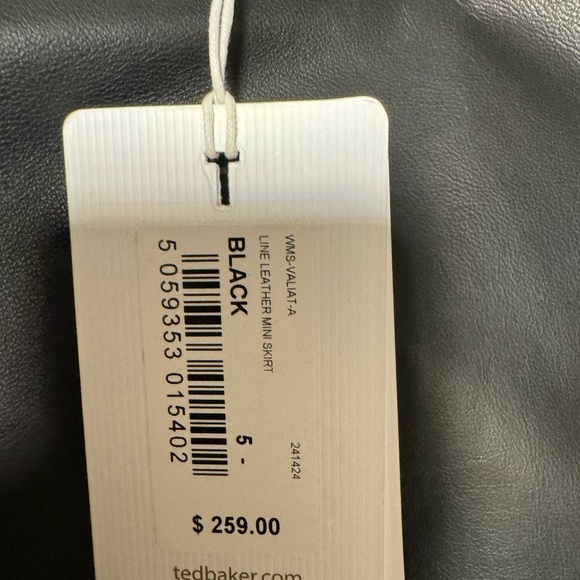 WMS-VALIAT-A 241424
LINE LEATHER MINI SKIRT
BLACK 5 -
5 059353 015402
$ 259.00
tedbaker.com